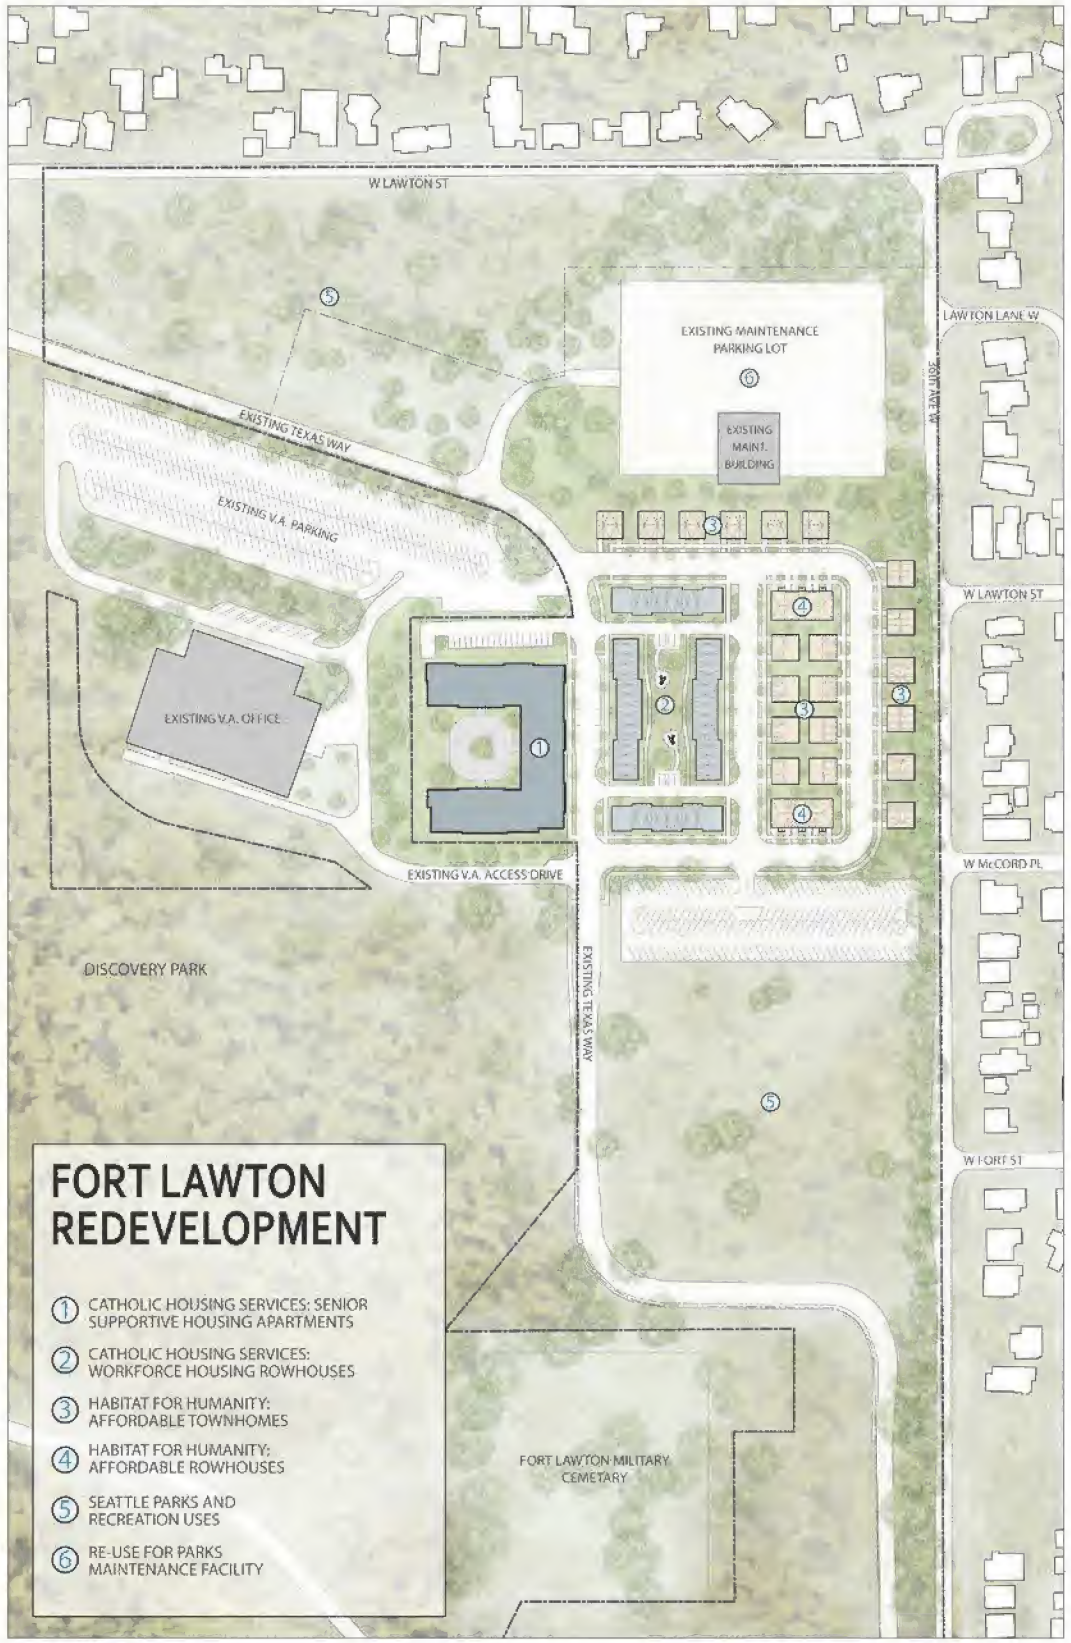 W LAWTON ST
5
EXISTING MAINTENANCE
PARKING LOT
6
LAWTON LANE W
36TH AVE W
EXISTING TEXAS WAY
EXISTING
MAINT.
BUILDING
EXISTING V.A. PARKING
3
W LAWTON ST
4
EXISTING V.A. OFFICE
1
2
3
3
4
EXISTING V.A. ACCESS DRIVE
W McCORD PL
DISCOVERY PARK
EXISTING TEXAS WAY
5
W FORT ST
FORT LAWTON
REDEVELOPMENT
1 CATHOLIC HOUSING SERVICES: SENIOR
SUPPORTIVE HOUSING APARTMENTS
2 CATHOLIC HOUSING SERVICES:
WORKFORCE HOUSING ROWHOUSES
3 HABITAT FOR HUMANITY:
AFFORDABLE TOWNHOMES
4 HABITAT FOR HUMANITY:
AFFORDABLE ROWHOUSES
5 SEATTLE PARKS AND
RECREATION USES
6 RE-USE FOR PARKS
MAINTENANCE FACILITY
FORT LAWTON MILITARY
CEMETARY